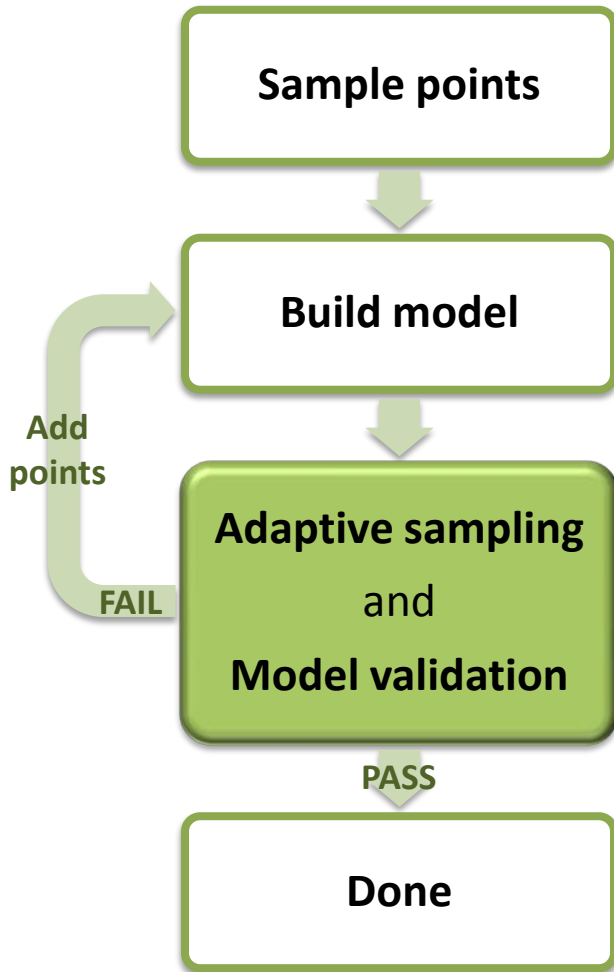 Sample points
Build model
Add
points
Adaptive sampling
and
Model validation
FAIL
PASS
Done